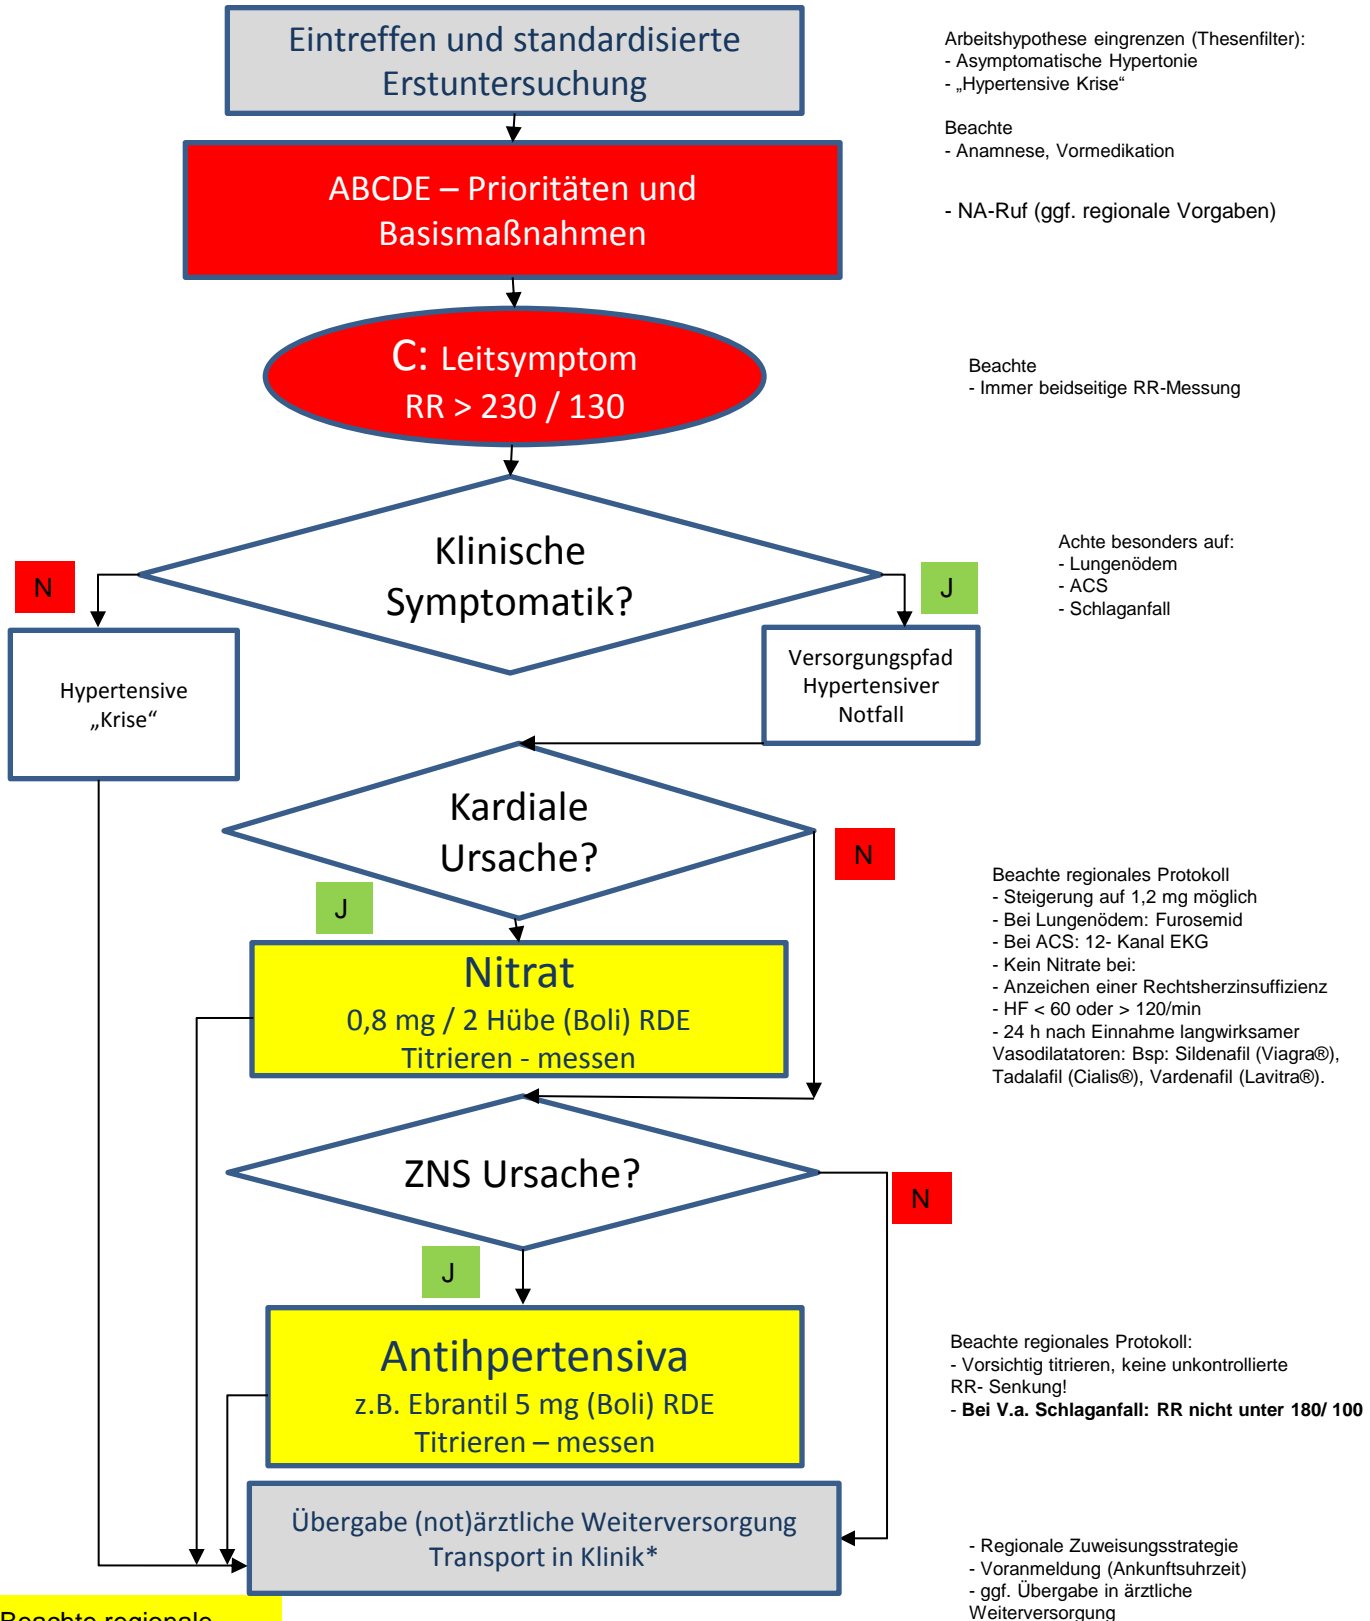 Eintreffen und standardisierte
Erstuntersuchung
Arbeitshypothese eingrenzen (Thesenfilter):
- Asymptomatische Hypertonie
- „Hypertensive Krise“
Beachte
- Anamnese, Vormedikation
- NA-Ruf (ggf. regionale Vorgaben)
ABCDE – Prioritäten und
Basismaßnahmen
C: Leitsymptom
RR > 230 / 130
Beachte
- Immer beidseitige RR-Messung
Klinische
Symptomatik?
N
J
Achte besonders auf:
- Lungenödem
- ACS
- Schlaganfall
Hypertensive
„Krise“
Versorgungspfad
Hypertensiver
Notfall
Kardiale
Ursache?
N
J
Beachte regionales Protokoll
- Steigerung auf 1,2 mg möglich
- Bei Lungenödem: Furosemid
- Bei ACS: 12- Kanal EKG
- Kein Nitrate bei:
- Anzeichen einer Rechtsherzinsuffizienz
- HF < 60 oder > 120/min
- 24 h nach Einnahme langwirksamer
Vasodilatatoren: Bsp: Sildenafil (Viagra®),
Tadalafil (Cialis®), Vardenafil (Lavitra®).
Nitrat
0,8 mg / 2 Hübe (Boli) RDE
Titrieren - messen
ZNS Ursache?
N
J
Antihpertensiva
z.B. Ebrantil 5 mg (Boli) RDE
Titrieren – messen
Beachte regionales Protokoll:
- Vorsichtig titrieren, keine unkontrollierte
RR- Senkung!
- Bei V.a. Schlaganfall: RR nicht unter 180/ 100
Übergabe (not)ärztliche Weiterversorgung
Transport in Klinik*
- Regionale Zuweisungsstrategie
- Voranmeldung (Ankunftsuhrzeit)
- ggf. Übergabe in ärztliche
Weiterversorgung
Beachte regionale